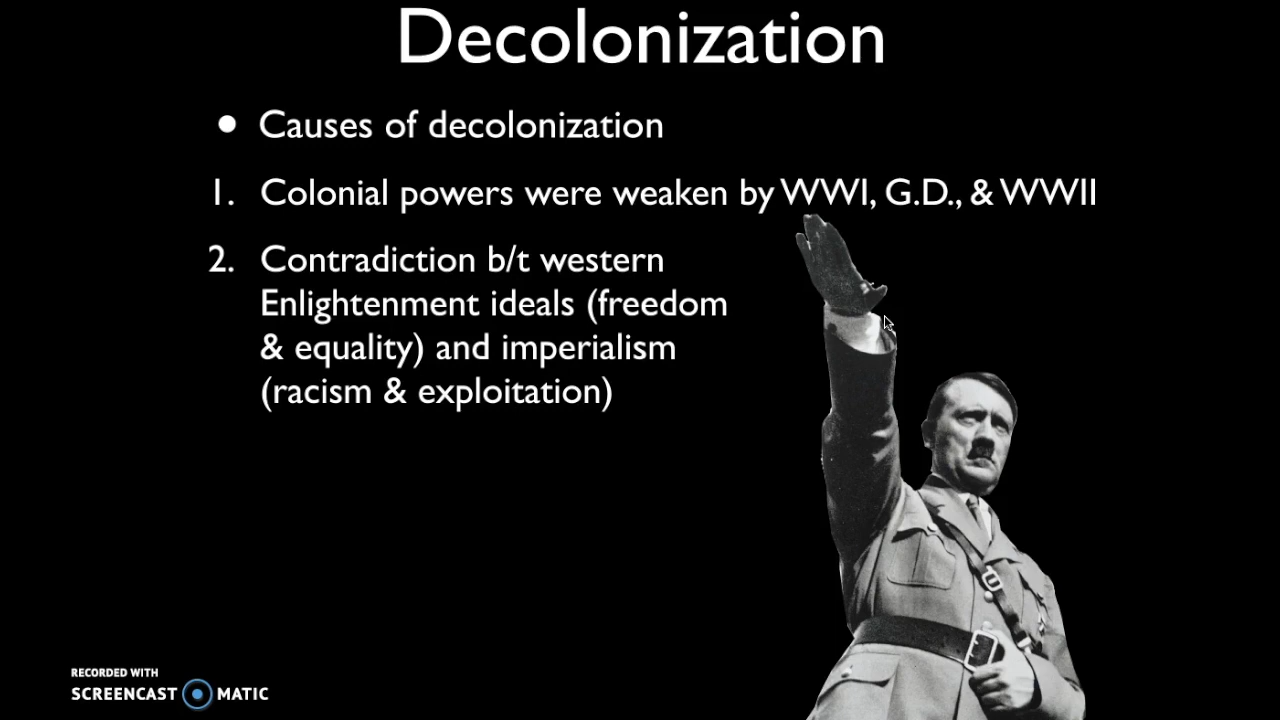 Decolonization
• Causes of decolonization
1. Colonial powers were weaken by WWI, G.D., & WWII
2. Contradiction b/t western
Enlightenment ideals (freedom
& equality) and imperialism
(racism & exploitation)
RECORDED WITH
SCREENCAST MATIC